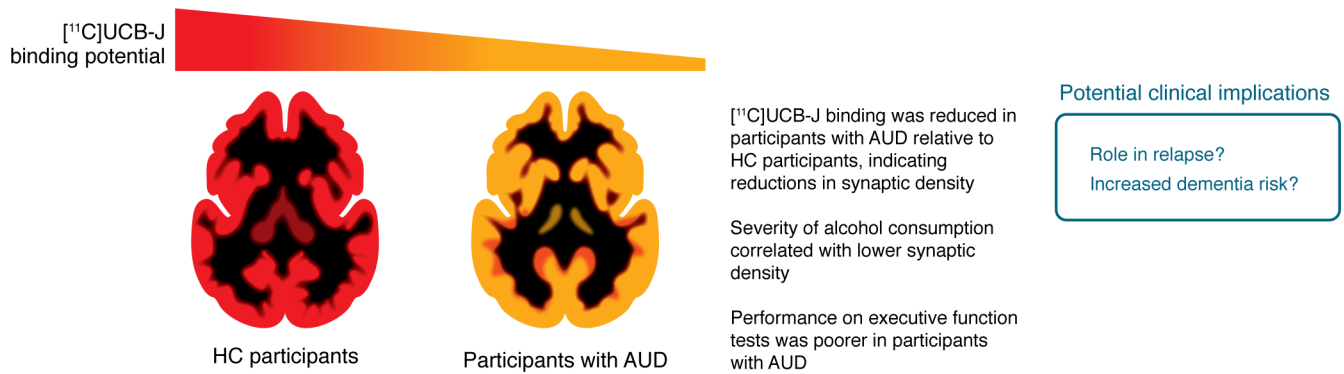 [¹¹C]UCB-J
binding potential
HC participants
Participants with AUD
[¹¹C]UCB-J binding was reduced in
participants with AUD relative to
HC participants, indicating
reductions in synaptic density
Severity of alcohol consumption
correlated with lower synaptic
density
Performance on executive function
tests was poorer in participants
with AUD
Potential clinical implications
Role in relapse?
Increased dementia risk?